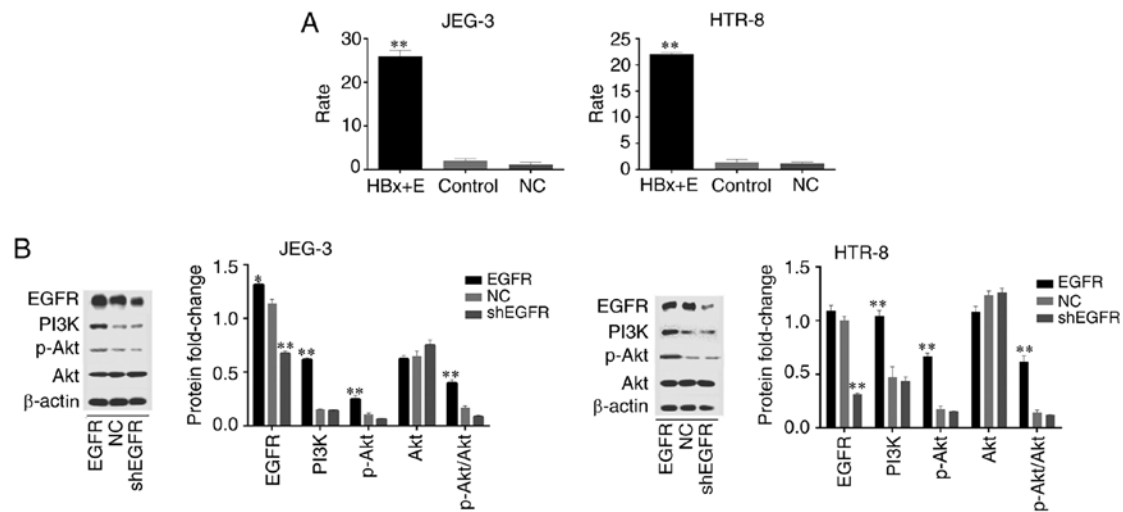 A
JEG-3
30
20
10
0
Rate
**
HBx+E
Control
NC
HTR-8
25
20
15
10
5
0
Rate
**
HBx+E
Control
NC
B
EGFR
PI3K
p-Akt
Akt
β-actin
EGFR
NC
shEGFR
JEG-3
1.5
1.0
0.5
0.0
Protein fold-change
*
**
**
**
**
EGFR
NC
shEGFR
EGFR
PI3K
p-Akt
Akt
p-Akt/Akt
EGFR
PI3K
p-Akt
Akt
β-actin
EGFR
NC
shEGFR
HTR-8
1.5
1.0
0.5
0.0
Protein fold-change
**
**
**
**
EGFR
NC
shEGFR
EGFR
PI3K
p-Akt
Akt
p-Akt/Akt